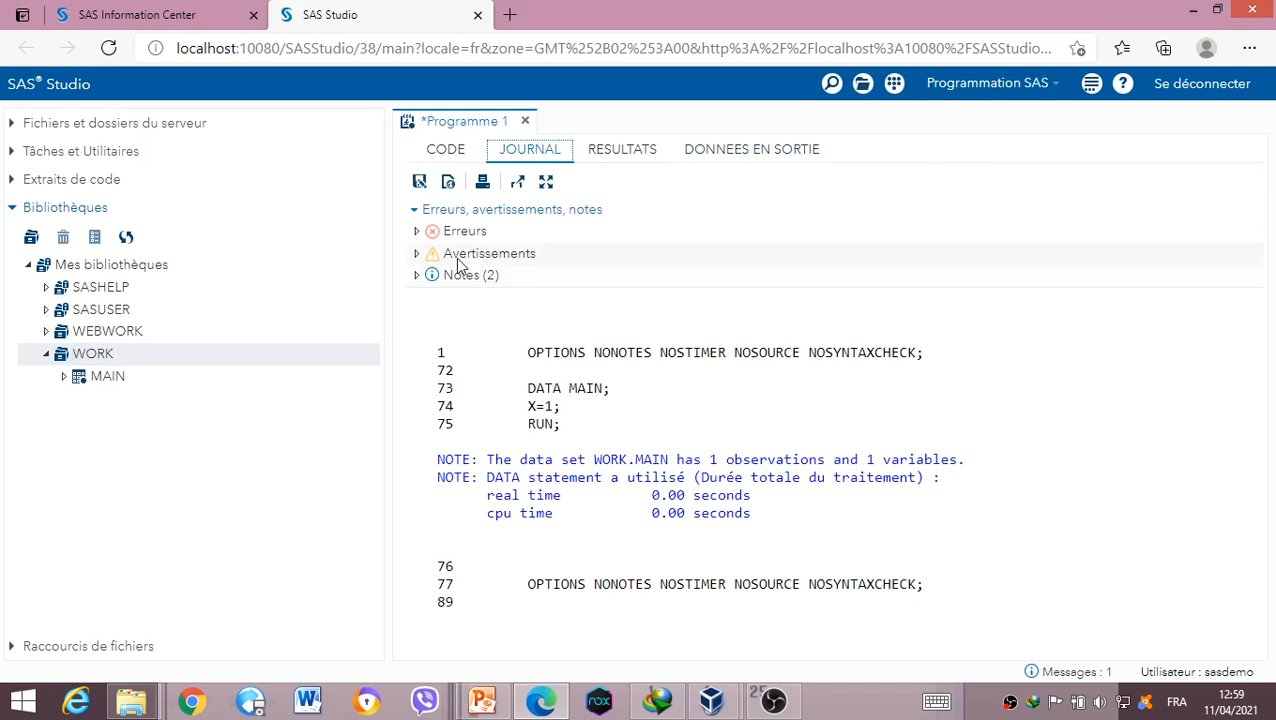 SAS Information Center
SAS Studio
localhost:10080/SASStudio/38/main?locale=fr&zone=GMT%252B02%253A00&http%3A%2F%2Flocalhost%3A10080%2FSASStudio...
SAS® Studio
Programmation SAS
Se déconnecter
Fichiers et dossiers du serveur
Tâches et Utilitaires
Extraits de code
Bibliothèques
Mes bibliothèques
SASHELP
SASUSER
WEBWORK
WORK
MAIN
Raccourcis de fichiers
*Programme 1
CODE JOURNAL RESULTATS DONNEES EN SORTIE
Erreurs, avertissements, notes
Erreurs
Avertissements
Notes (2)
1 OPTIONS NONOTES NOSTIMER NOSOURCE NOSYNTAXCHECK;
72
73 DATA MAIN;
74 X=1;
75 RUN;
NOTE: The data set WORK.MAIN has 1 observations and 1 variables.
NOTE: DATA statement a utilisé (Durée totale du traitement) :
real time 0.00 seconds
cpu time 0.00 seconds
76
77 OPTIONS NONOTES NOSTIMER NOSOURCE NOSYNTAXCHECK;
89
Messages : 1 Utilisateur : sasdemo
nox
25
FRA
12:59
11/04/2021